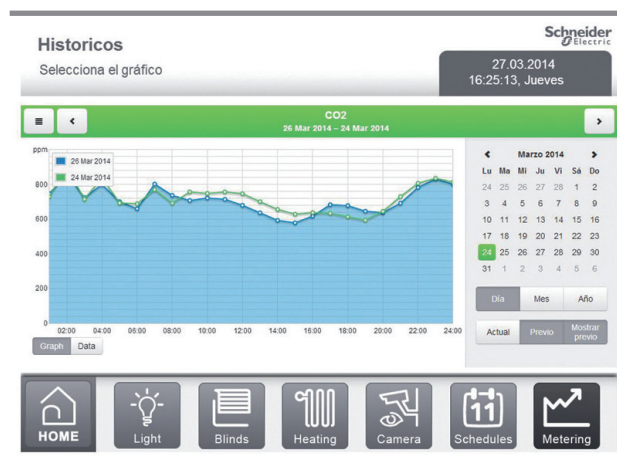 Historicos
Selecciona el gráfico
Schneider
Electric
27.03.2014
16:25:13, Jueves
CO2
26 Mar 2014 – 24 Mar 2014
ppm
26 Mar 2014
24 Mar 2014
800
600
400
200
0
02:00 04:00 06:00 08:00 10:00 12:00 14:00 16:00 18:00 20:00 22:00 24:00
Graph Data
Marzo 2014
Lu Ma Mi Ju Vi Sá Do
24 25 26 27 28 1 2
3 4 5 6 7 8 9
10 11 12 13 14 15 16
17 18 19 20 21 22 23
24 25 26 27 28 29 30
31 1 2 3 4 5 6
Día Mes Año
Actual Previo Mostrar previo
HOME Light Blinds Heating Camera 11 Schedules Metering